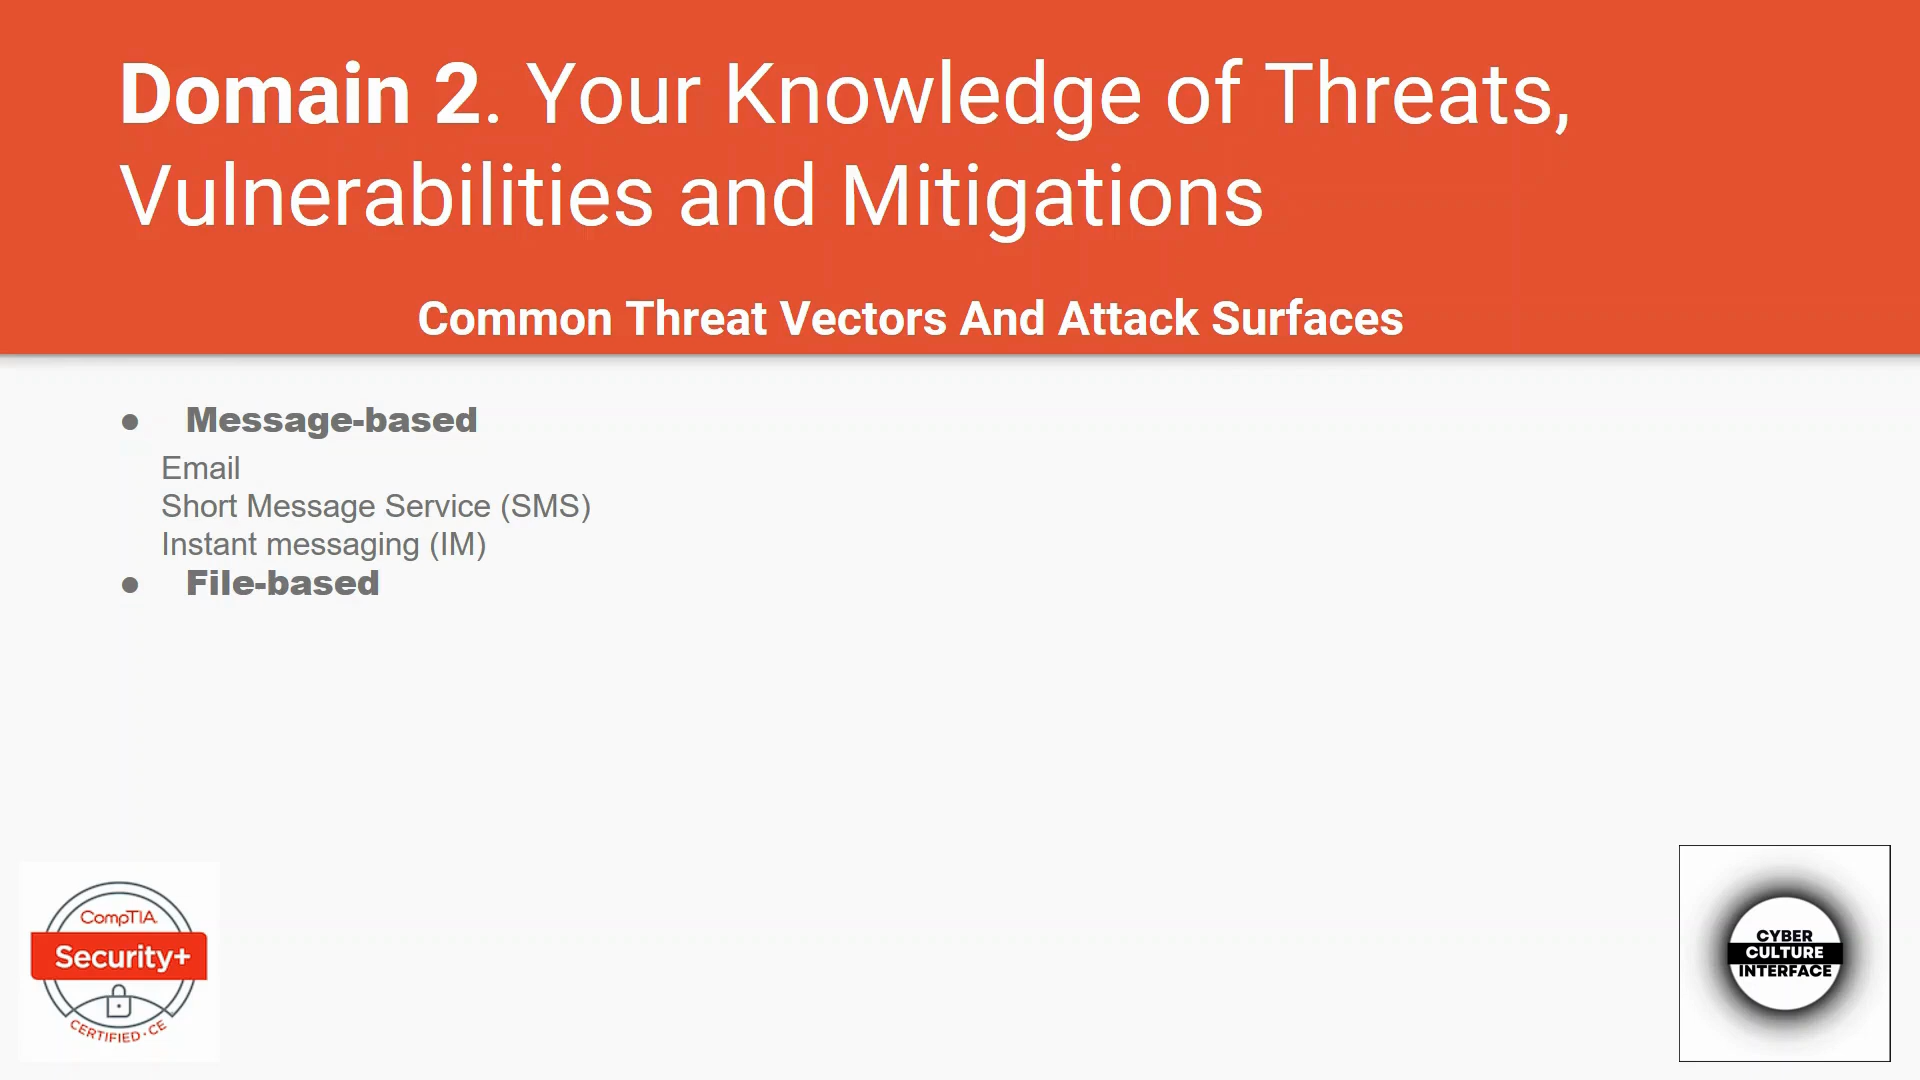 Domain 2. Your Knowledge of Threats,
Vulnerabilities and Mitigations
Common Threat Vectors And Attack Surfaces
● Message-based
Email
Short Message Service (SMS)
Instant messaging (IM)
● File-based
CompTIA
Security+
CERTIFIED·CE
CYBER
CULTURE
INTERFACE